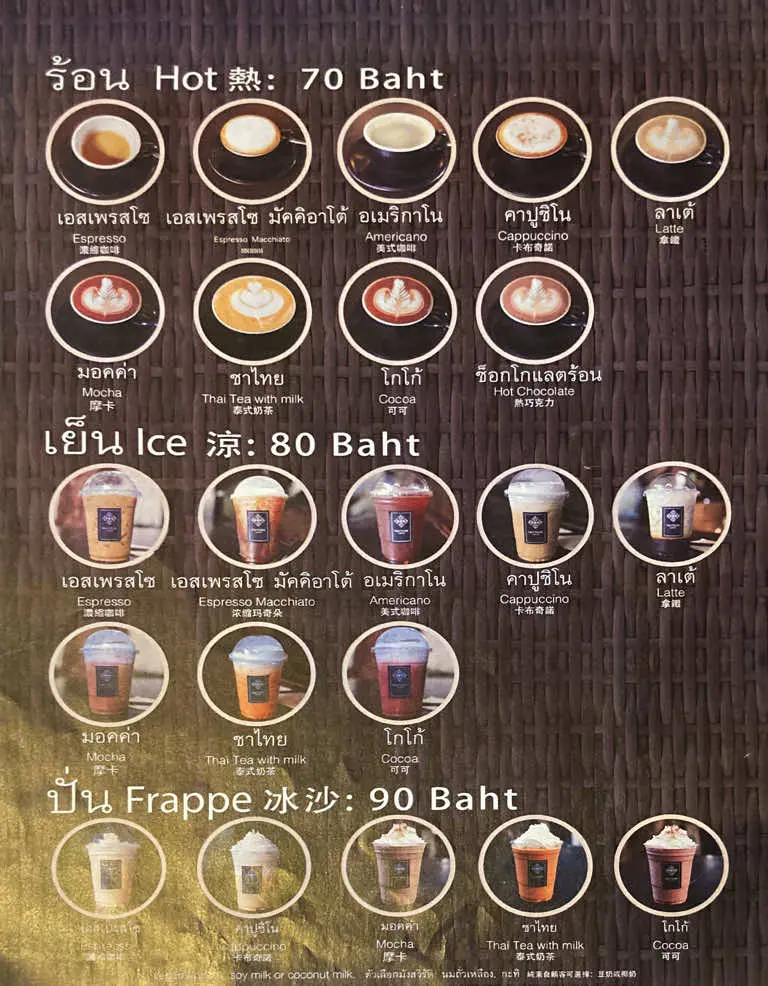 ร้อน Hot 熱: 70 Baht
เอสเพรสโซ เอสเพรสโซ มัคคิอาโต้ อเมริกาโน คาปูชิโน ลาเต้
Espresso Espresso Macchiato Americano Cappuccino Latte
濃縮咖啡 美式咖啡 卡布奇諾 拿鐵
มอคค่า ชาไทย โกโก้ ช็อกโกแลตร้อน
Mocha Thai Tea with milk Cocoa Hot Chocolate
摩卡 泰式奶茶 可可 熱巧克力
เย็น Ice 涼: 80 Baht
เอสเพรสโซ เอสเพรสโซ มัคคิอาโต้ อเมริกาโน คาปูชิโน ลาเต้
Espresso Espresso Macchiato Americano Cappuccino Latte
濃縮咖啡 浓缩玛奇朵 美式咖啡 卡布奇諾 拿鐵
มอคค่า ชาไทย โกโก้
Mocha Thai Tea with milk Cocoa
摩卡 泰式奶茶 可可
ปั่น Frappe 冰沙: 90 Baht
เอสเพรสโซ คาปูชิโน มอคค่า ชาไทย โกโก้
Espresso Cappuccino Mocha Thai Tea with milk Cocoa
濃縮咖啡 卡布奇諾 摩卡 泰式奶茶 可可
soy milk or coconut milk. ตัวเลือกมังสวิรัติ นมถั่วเหลือง, กะทิ 純素食顧客可選擇: 豆奶或椰奶